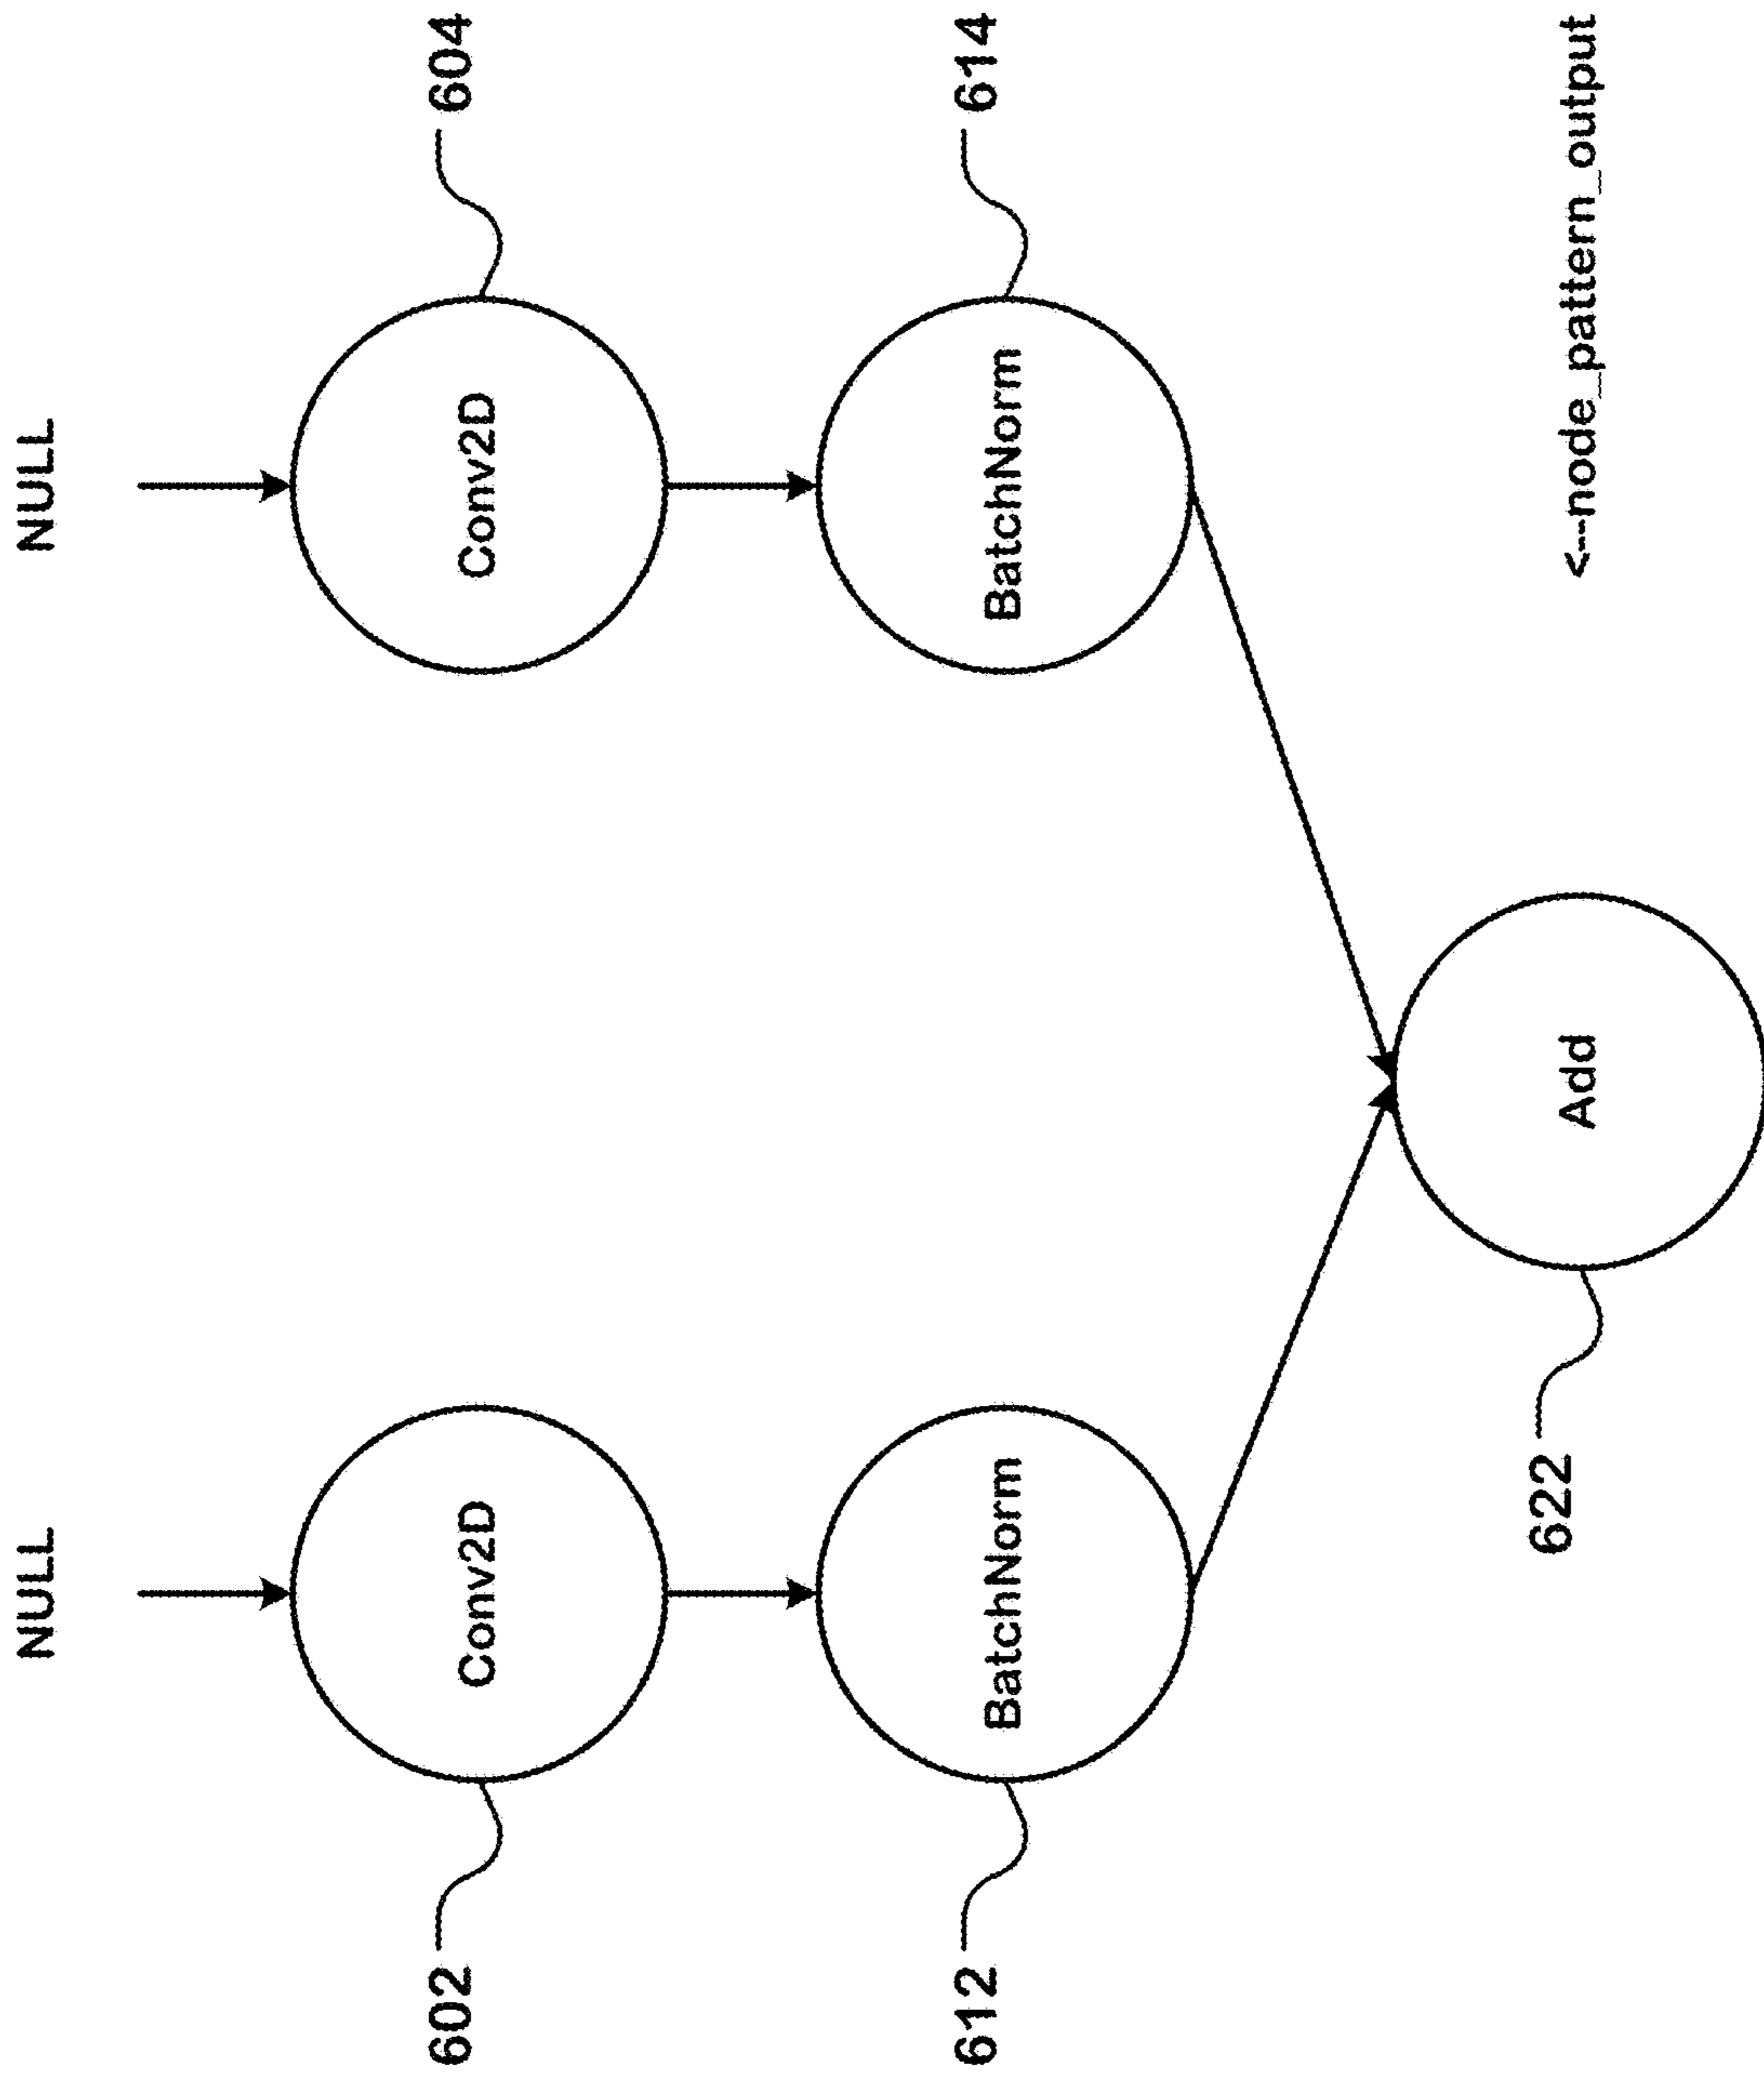 NULL
NULL
602
Conv2D
Conv2D
604
612
BatchNorm
BatchNorm
614
622
Add
<--node_pattern_output